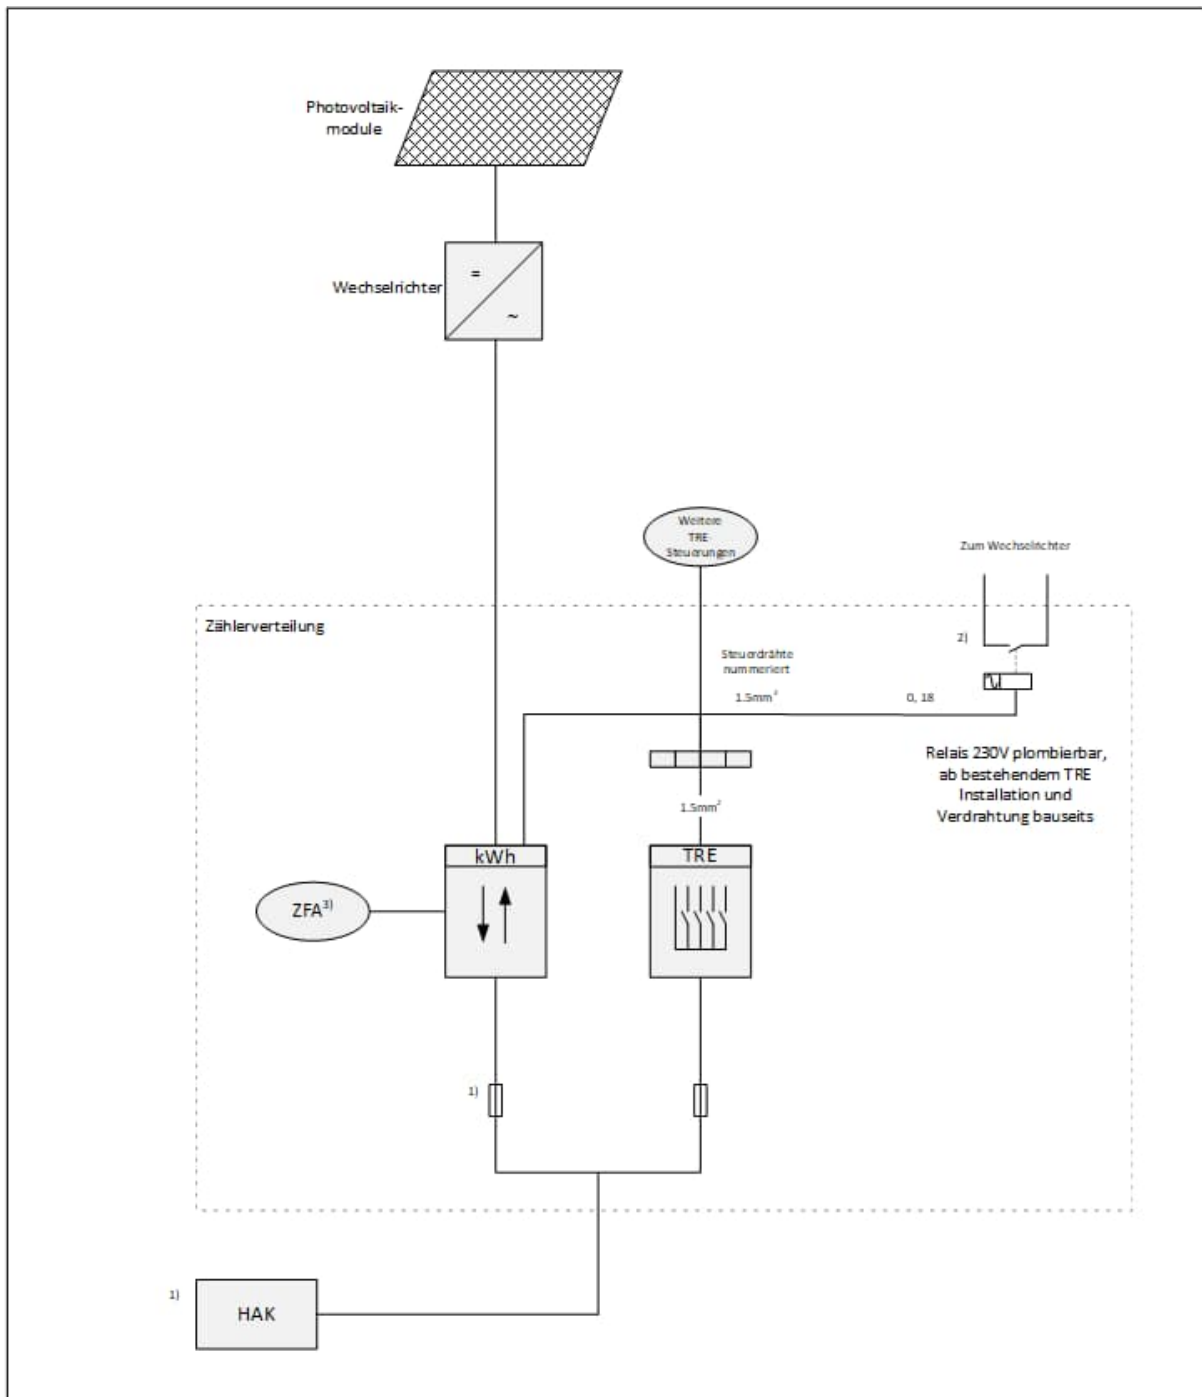 Photovoltaik-
module
=
Wechselrichter
~
Weitere
TRE-
Steuerungen
Zum Wechselrichter
Zählerverteilung
2)
Steuerdrähte
nummeriert
1.5mm²
0, 18
Relais 230V plombierbar,
ab bestehendem TRE
Installation und
Verdrahtung bauseits
1.5mm²
kWh
TRE
ZFA³⁾
1)
1)
HAK